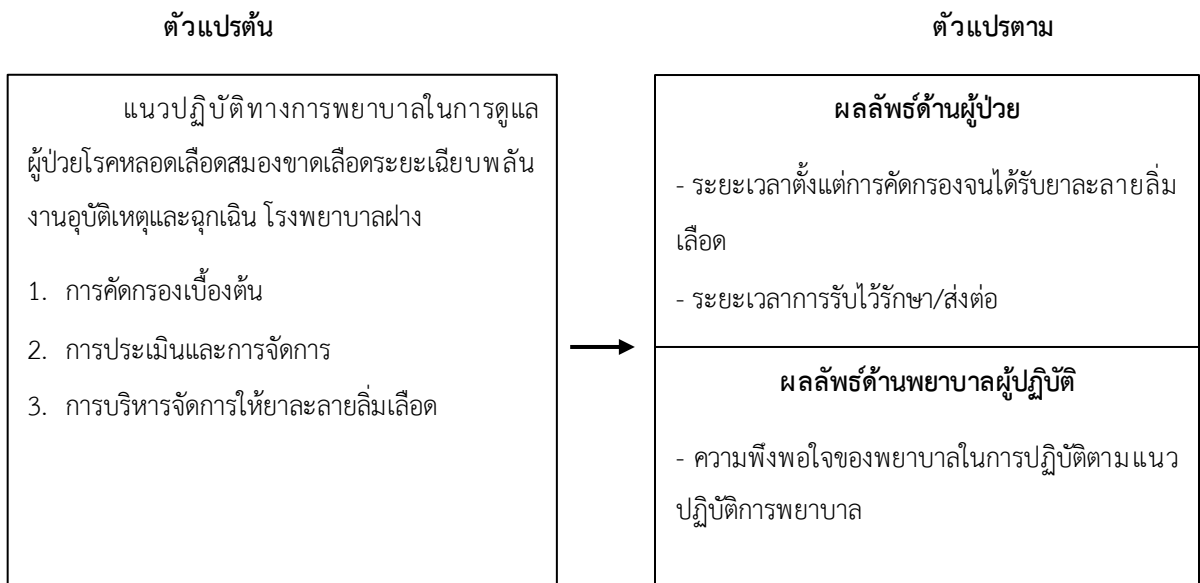 ตัวแปรต้น
แนวปฏิบัติทางการพยาบาลในการดูแล
ผู้ป่วยโรคหลอดเลือดสมองขาดเลือดระยะเฉียบพลัน
งานอุบัติเหตุและฉุกเฉิน โรงพยาบาลฝาง
1. การคัดกรองเบื้องต้น
2. การประเมินและการจัดการ
3. การบริหารจัดการให้ยาละลายลิ่มเลือด
ตัวแปรตาม
ผลลัพธ์ด้านผู้ป่วย
- ระยะเวลาตั้งแต่การคัดกรองจนได้รับยาละลายลิ่ม
เลือด
- ระยะเวลาการรับไว้รักษา/ส่งต่อ
ผลลัพธ์ด้านพยาบาลผู้ปฏิบัติ
- ความพึงพอใจของพยาบาลในการปฏิบัติตามแนว
ปฏิบัติการพยาบาล